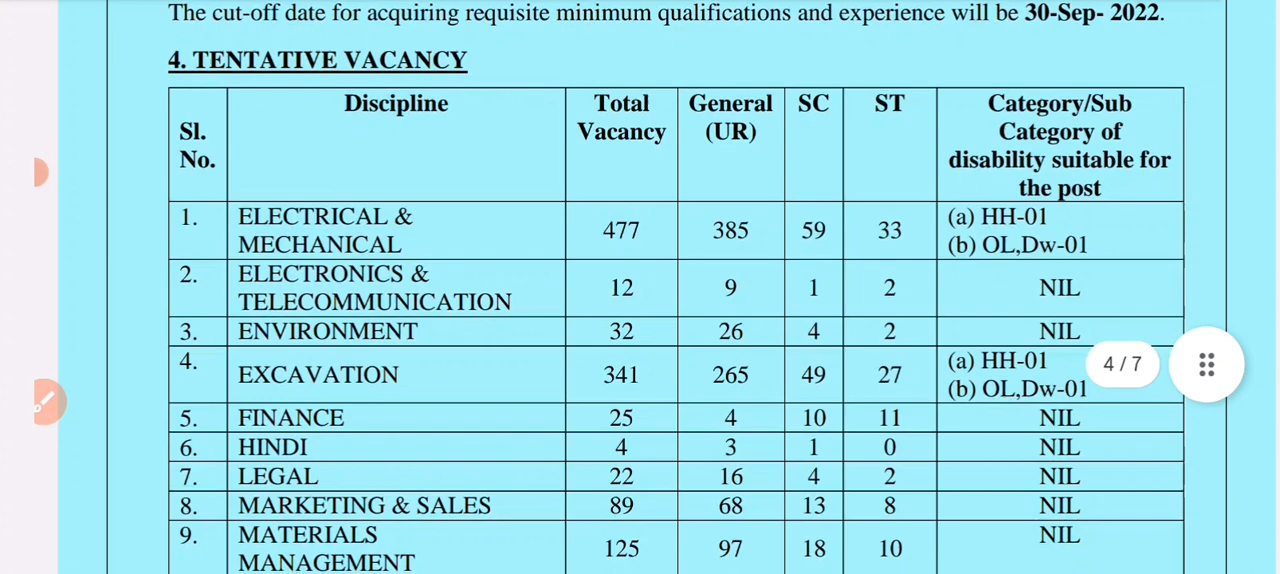 The cut-off date for acquiring requisite minimum qualifications and experience will be 30-Sep- 2022.
4. TENTATIVE VACANCY
Sl. No. Discipline Total Vacancy General (UR) SC ST Category/Sub Category of disability suitable for the post
1. ELECTRICAL & MECHANICAL 477 385 59 33 (a) HH-01 (b) OL,Dw-01
2. ELECTRONICS & TELECOMMUNICATION 12 9 1 2 NIL
3. ENVIRONMENT 32 26 4 2 NIL
4. EXCAVATION 341 265 49 27 (a) HH-01 (b) OL,Dw-01
4 / 7
5. FINANCE 25 4 10 11 NIL
6. HINDI 4 3 1 0 NIL
7. LEGAL 22 16 4 2 NIL
8. MARKETING & SALES 89 68 13 8 NIL
9. MATERIALS MANAGEMENT 125 97 18 10 NIL